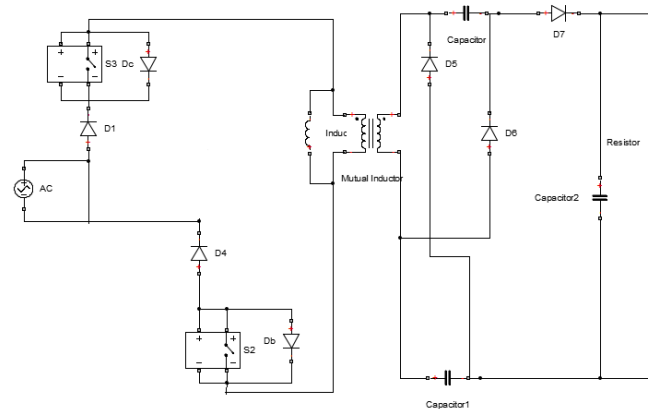 S3 Dc
D7
Capacitor
D5
D1
Induc
D6
Resistor
AC
Mutual Inductor
Capacitor2
D4
S2
Db
Capacitor1